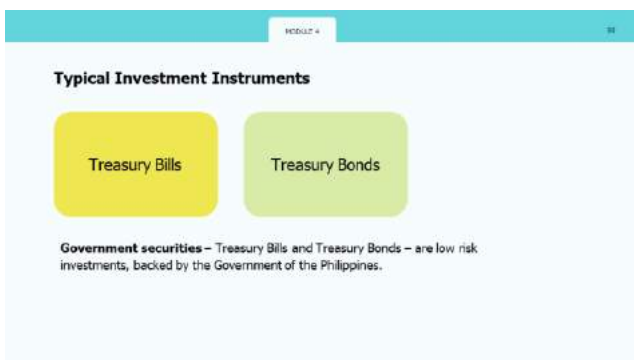 MODULE 4
Typical Investment Instruments
Treasury Bills
Treasury Bonds
Government securities – Treasury Bills and Treasury Bonds – are low risk
investments, backed by the Government of the Philippines.